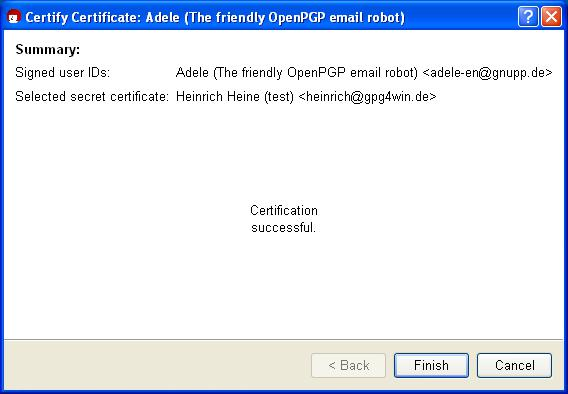 Certify Certificate: Adele (The friendly OpenPGP email robot)
Summary:
Signed user IDs: Adele (The friendly OpenPGP email robot) <adele-en@gnupp.de>
Selected secret certificate: Heinrich Heine (test) <heinrich@gpg4win.de>
Certification
successful.
< Back Finish Cancel